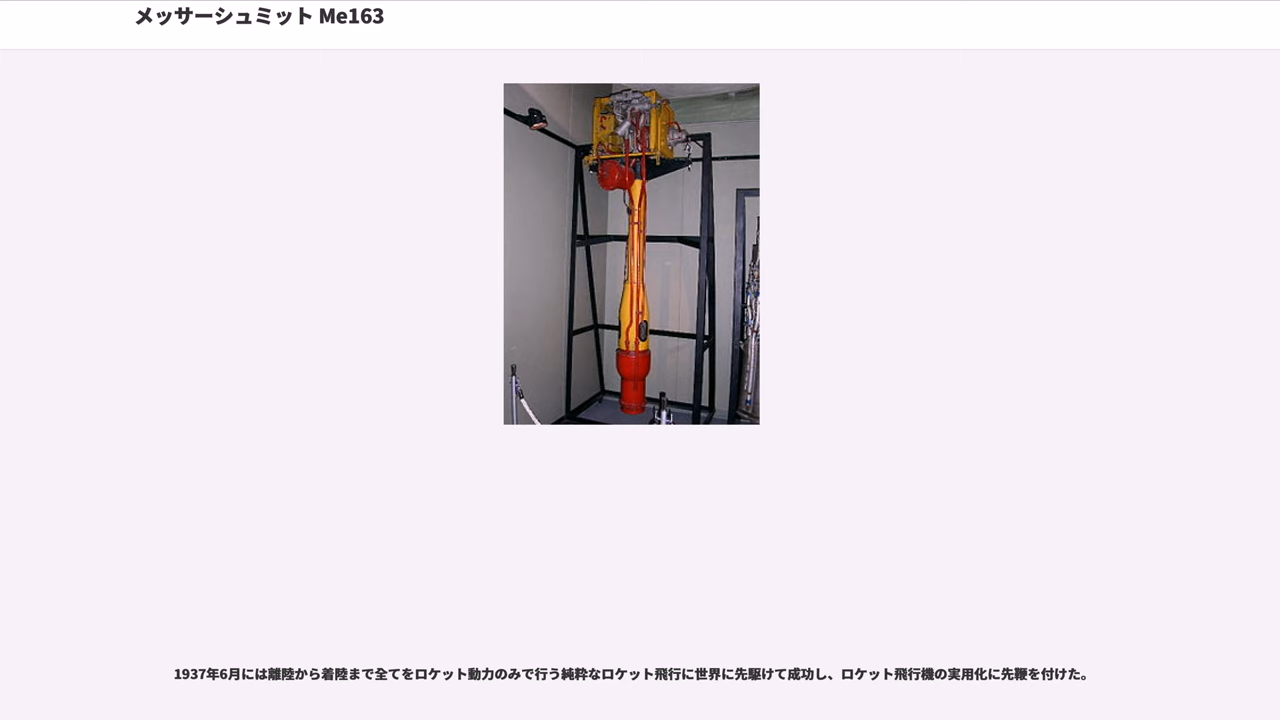 メッサーシュミット Me163
1937年6月には離陸から着陸まで全てをロケット動力のみで行う純粋なロケット飛行に世界に先駆けて成功し、ロケット飛行機の実用化に先鞭を付けた。